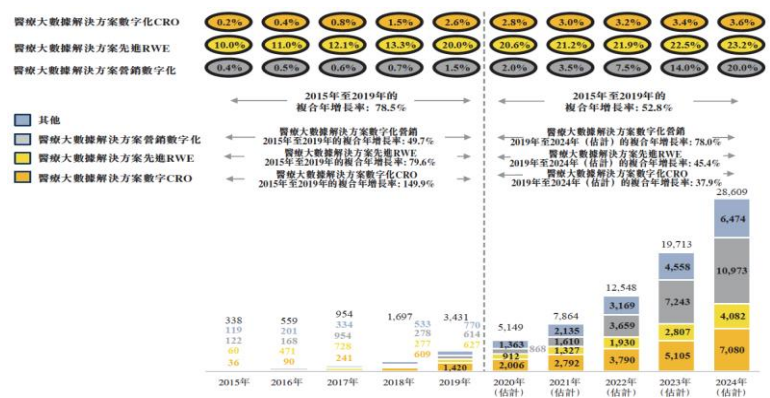 醫療大數據解決方案數字化CRO 0.2% 0.4% 0.8% 1.5% 2.6% 2.8% 3.0% 3.2% 3.4% 3.6%
醫療大數據解決方案先進RWE 10.0% 11.0% 12.1% 13.3% 20.0% 20.6% 21.2% 21.9% 22.5% 23.2%
醫療大數據解決方案營銷數字化 0.4% 0.5% 0.6% 0.7% 1.5% 2.0% 3.5% 7.5% 14.0% 20.0%
2015年至2019年的
複合年增長率: 78.5%
2015年至2019年的
複合年增長率: 52.8%
其他
醫療大數據解決方案營銷數字化
醫療大數據解決方案先進RWE
醫療大數據解決方案數字CRO
醫療大數據解決方案數字化營銷
2015年至2019年的複合年增長率: 49.7%
醫療大數據解決方案先進RWE
2015年至2019年的複合年增長率: 79.6%
醫療大數據解決方案數字化CRO
2015年至2019年的複合年增長率: 149.9%
醫療大數據解決方案數字化營銷
2019年至2024年 (估計) 的複合年增長率: 78.0%
醫療大數據解決方案先進RWE
2019年至2024年 (估計) 的複合年增長率: 45.4%
醫療大數據解決方案數字化CRO
2019年至2024年 (估計) 的複合年增長率: 37.9%
338 559 954 1,697 3,431 5,149 7,864 12,548 19,713 28,609
119 201 334 533 770 1,363 2,135 3,169 4,558 6,474
122 168 954 278 614 868 1,610 3,659 7,243 10,973
60 471 728 277 627 912 1,327 1,930 2,807 4,082
36 90 241 609 1,420 2,006 2,792 3,790 5,105 7,080
2015年 2016年 2017年 2018年 2019年 2020年 2021年 2022年 2023年 2024年
(估計) (估計) (估計) (估計) (估計)